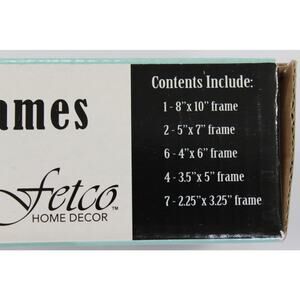 ames
fetco
HOME DECOR™
Contents Include:
1 - 8"x 10" frame
2 - 5"x 7" frame
6 - 4"x 6" frame
4 - 3.5"x 5" frame
7 - 2.25"x 3.25" frame